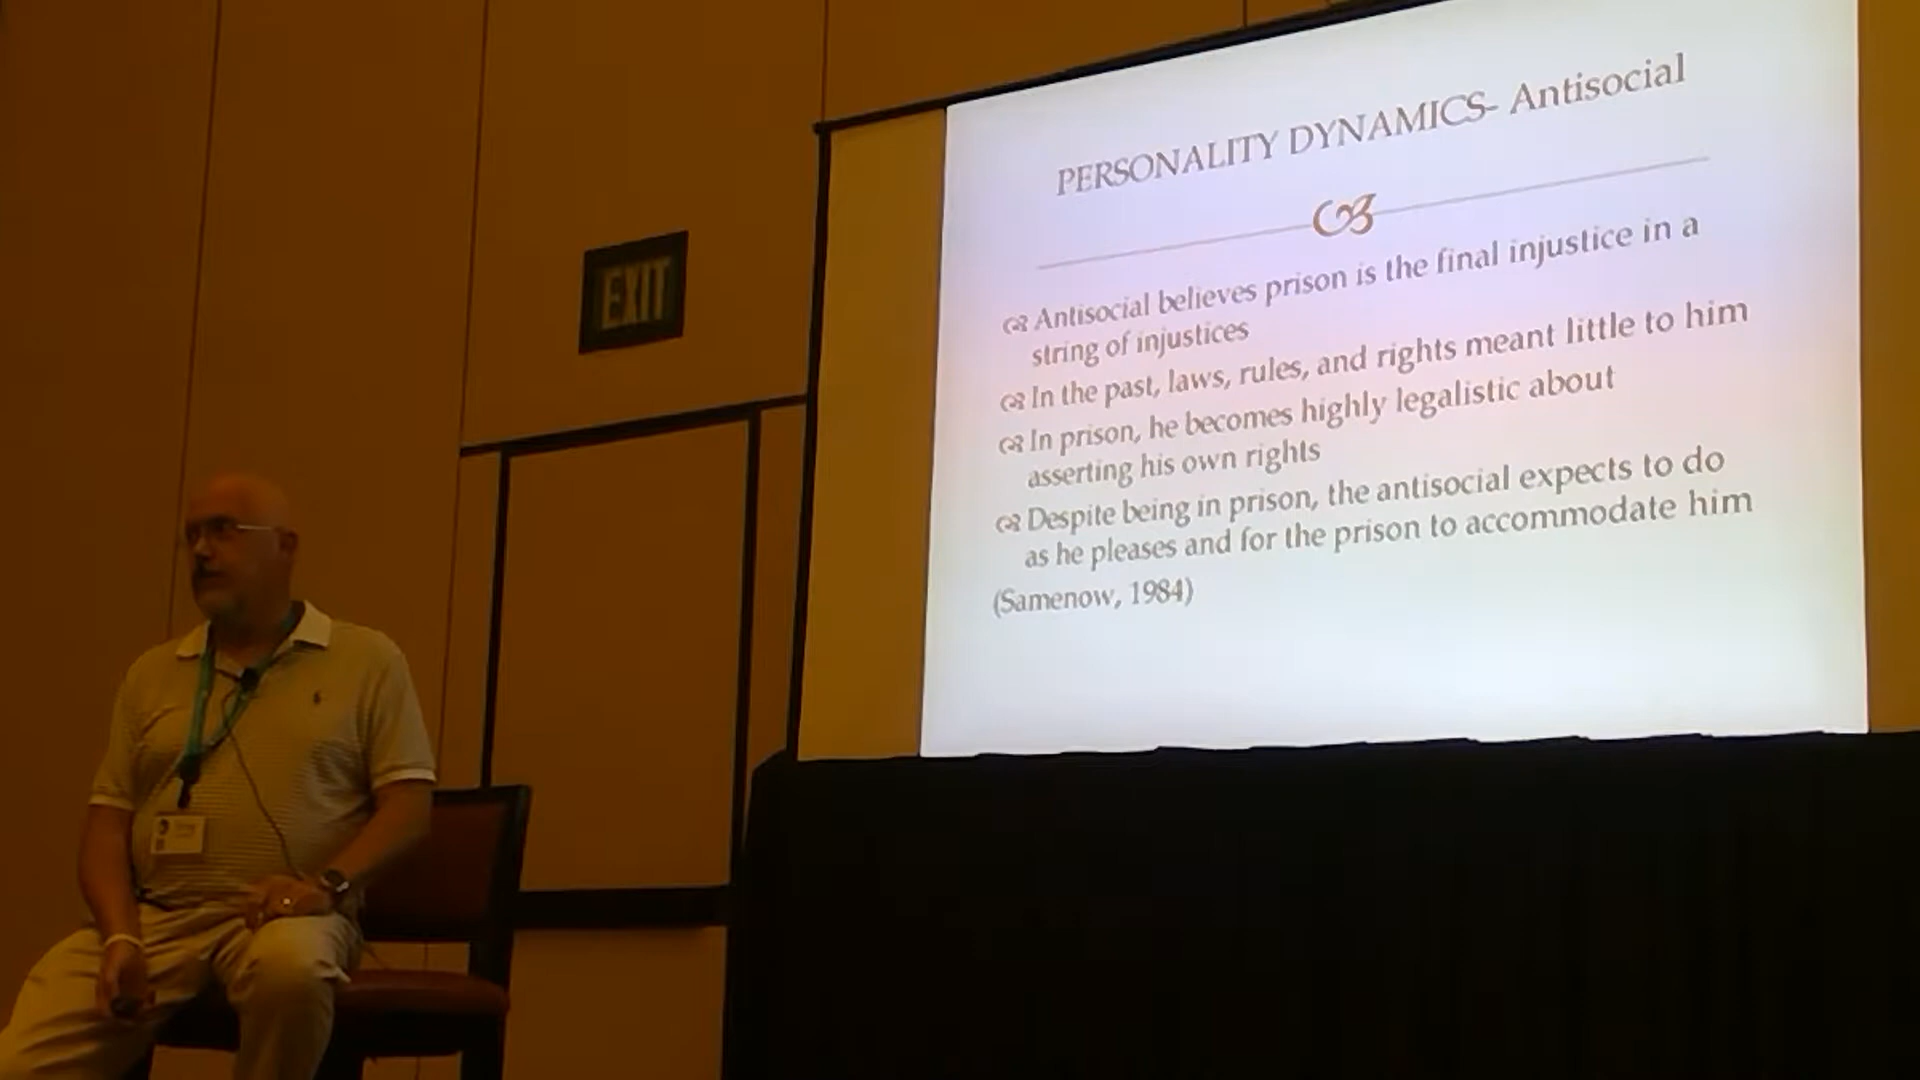 EXIT
PERSONALITY DYNAMICS- Antisocial
Antisocial believes prison is the final injustice in a
string of injustices
In the past, laws, rules, and rights meant little to him
In prison, he becomes highly legalistic about
asserting his own rights
Despite being in prison, the antisocial expects to do
as he pleases and for the prison to accommodate him
(Samenow, 1984)